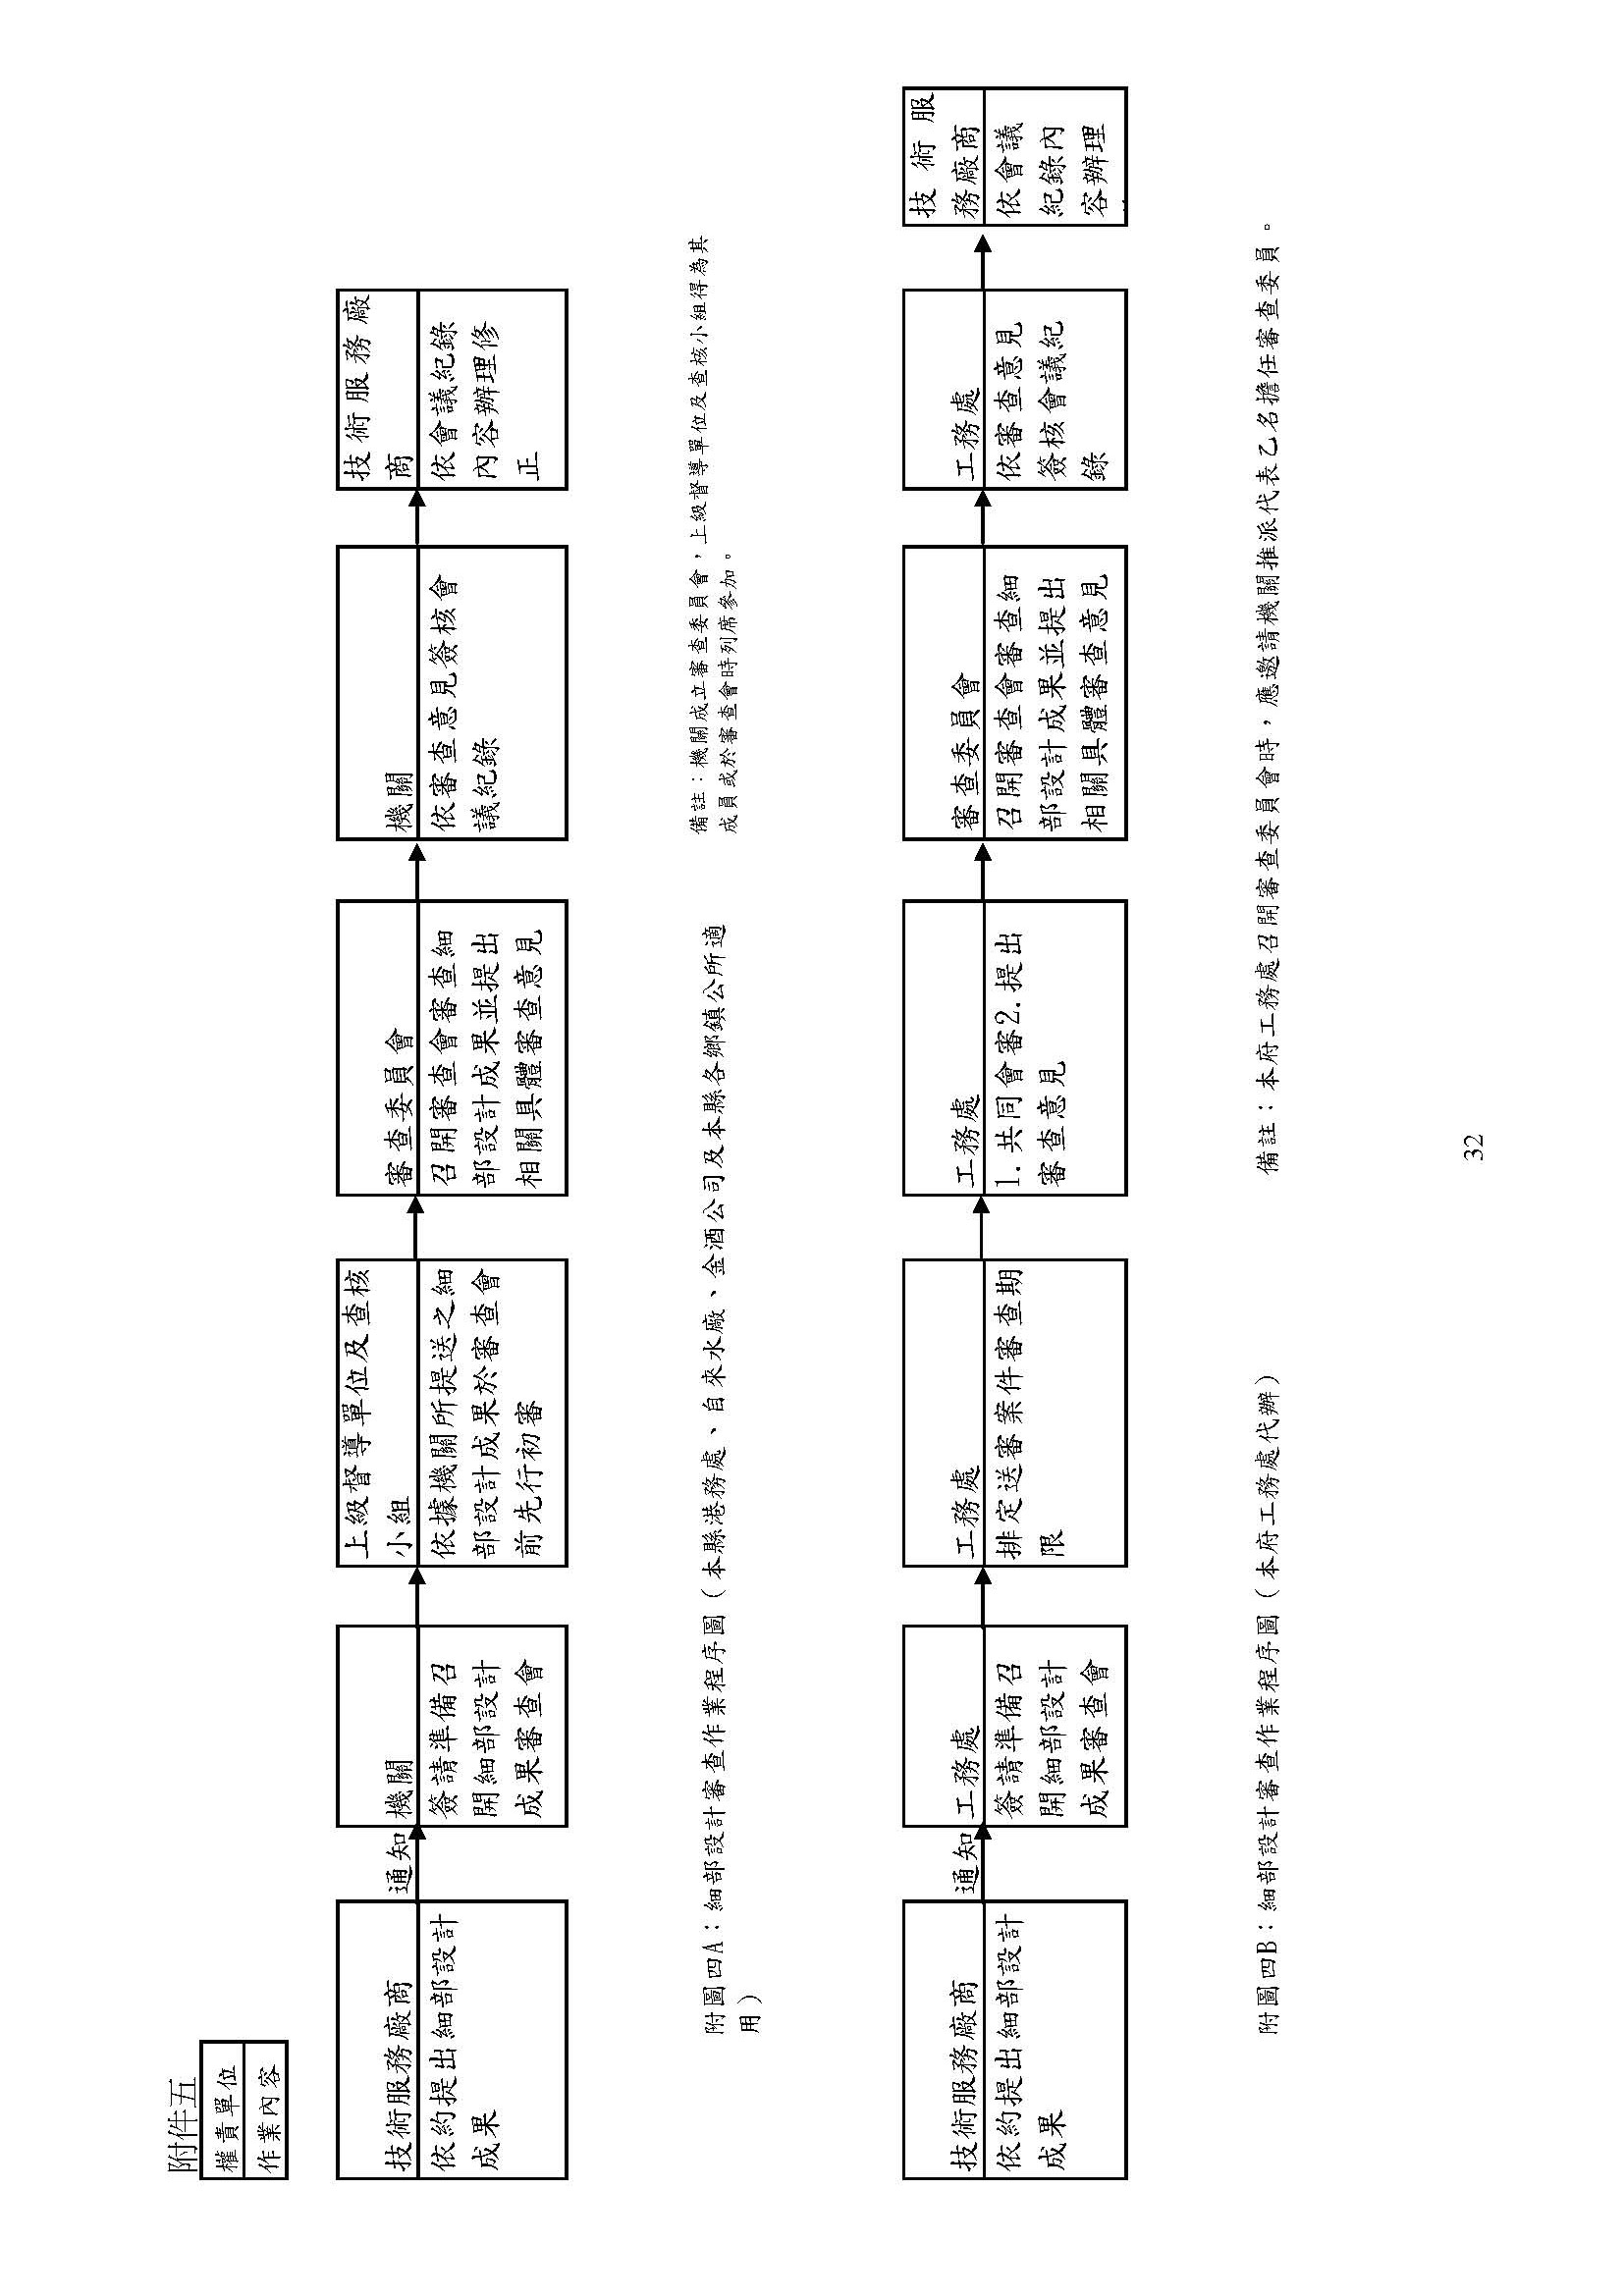 附件五
權責單位
作業內容
技術服務廠商
依約提出細部設計
成果
通知
機關
簽請準備召
開細部設計
成果審查會
上級督導單位及查核
小組
依據機關所提送之細
部設計成果於審查會
前先行初審
審查委員會
召開審查會審查細
部設計成果並提出
相關具體審查意見
機關
依審查意見簽核會
議紀錄
技術服務廠
商
依會議紀錄
內容辦理修
正
附圖四A：細部設計審查作業程序圖（本縣港務處、自來水廠、金酒公司及本縣各鄉鎮公所適
用）
備註：機關成立審查委員會，上級督導單位及查核小組得為其
成員或於審查會時列席參加。
技術服務廠商
依約提出細部設計
成果
通知
工務處
簽請準備召
開細部設計
成果審查會
工務處
排定送審案件審查期
限
工務處
1.共同會審2.提出
審查意見
審查委員會
召開審查會審查細
部設計成果並提出
相關具體審查意見
工務處
依審查意見
簽核會議紀
錄
技術服
務廠商
依會議
紀錄內
容辦理
附圖四B：細部設計審查作業程序圖（本府工務處代辦）
備註：本府工務處召開審查委員會時，應邀請機關推派代表乙名擔任審查委員。
32